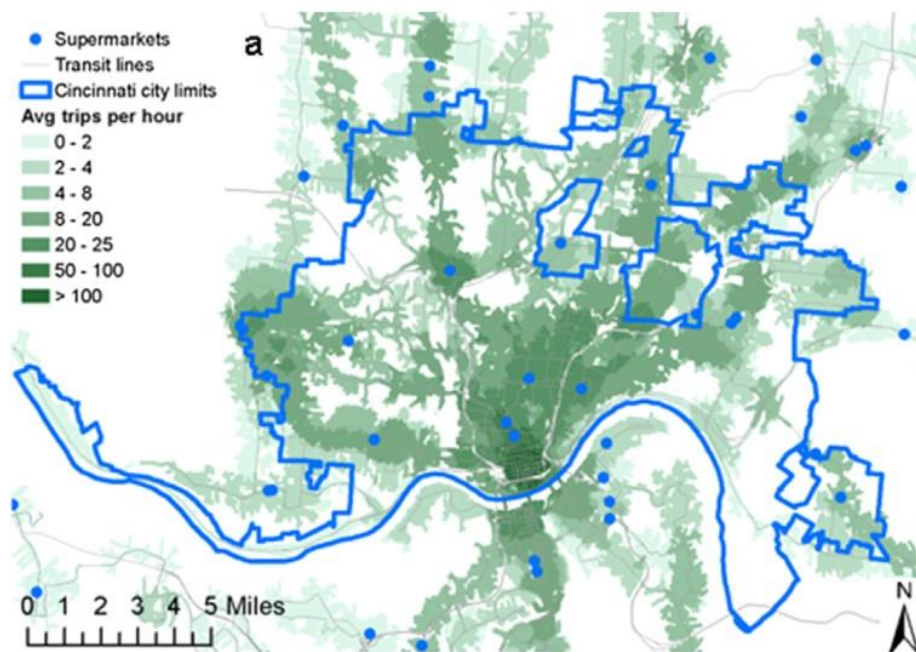 a
Supermarkets
Transit lines
Cincinnati city limits
Avg trips per hour
0 - 2
2 - 4
4 - 8
8 - 20
20 - 25
50 - 100
> 100
0 1 2 3 4 5 Miles
N